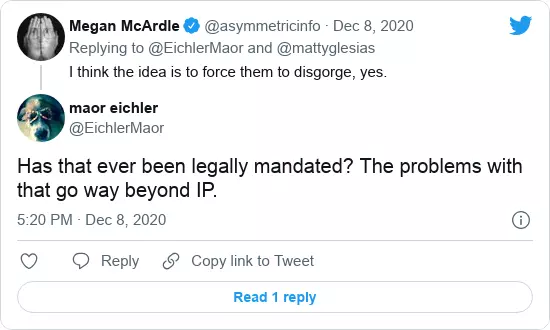 Megan McArdle @asymmetricinfo · Dec 8, 2020
Replying to @EichlerMaor and @mattyglesias
I think the idea is to force them to disgorge, yes.
maor eichler
@EichlerMaor
Has that ever been legally mandated? The problems with
that go way beyond IP.
5:20 PM · Dec 8, 2020
Reply Copy link to Tweet
Read 1 reply